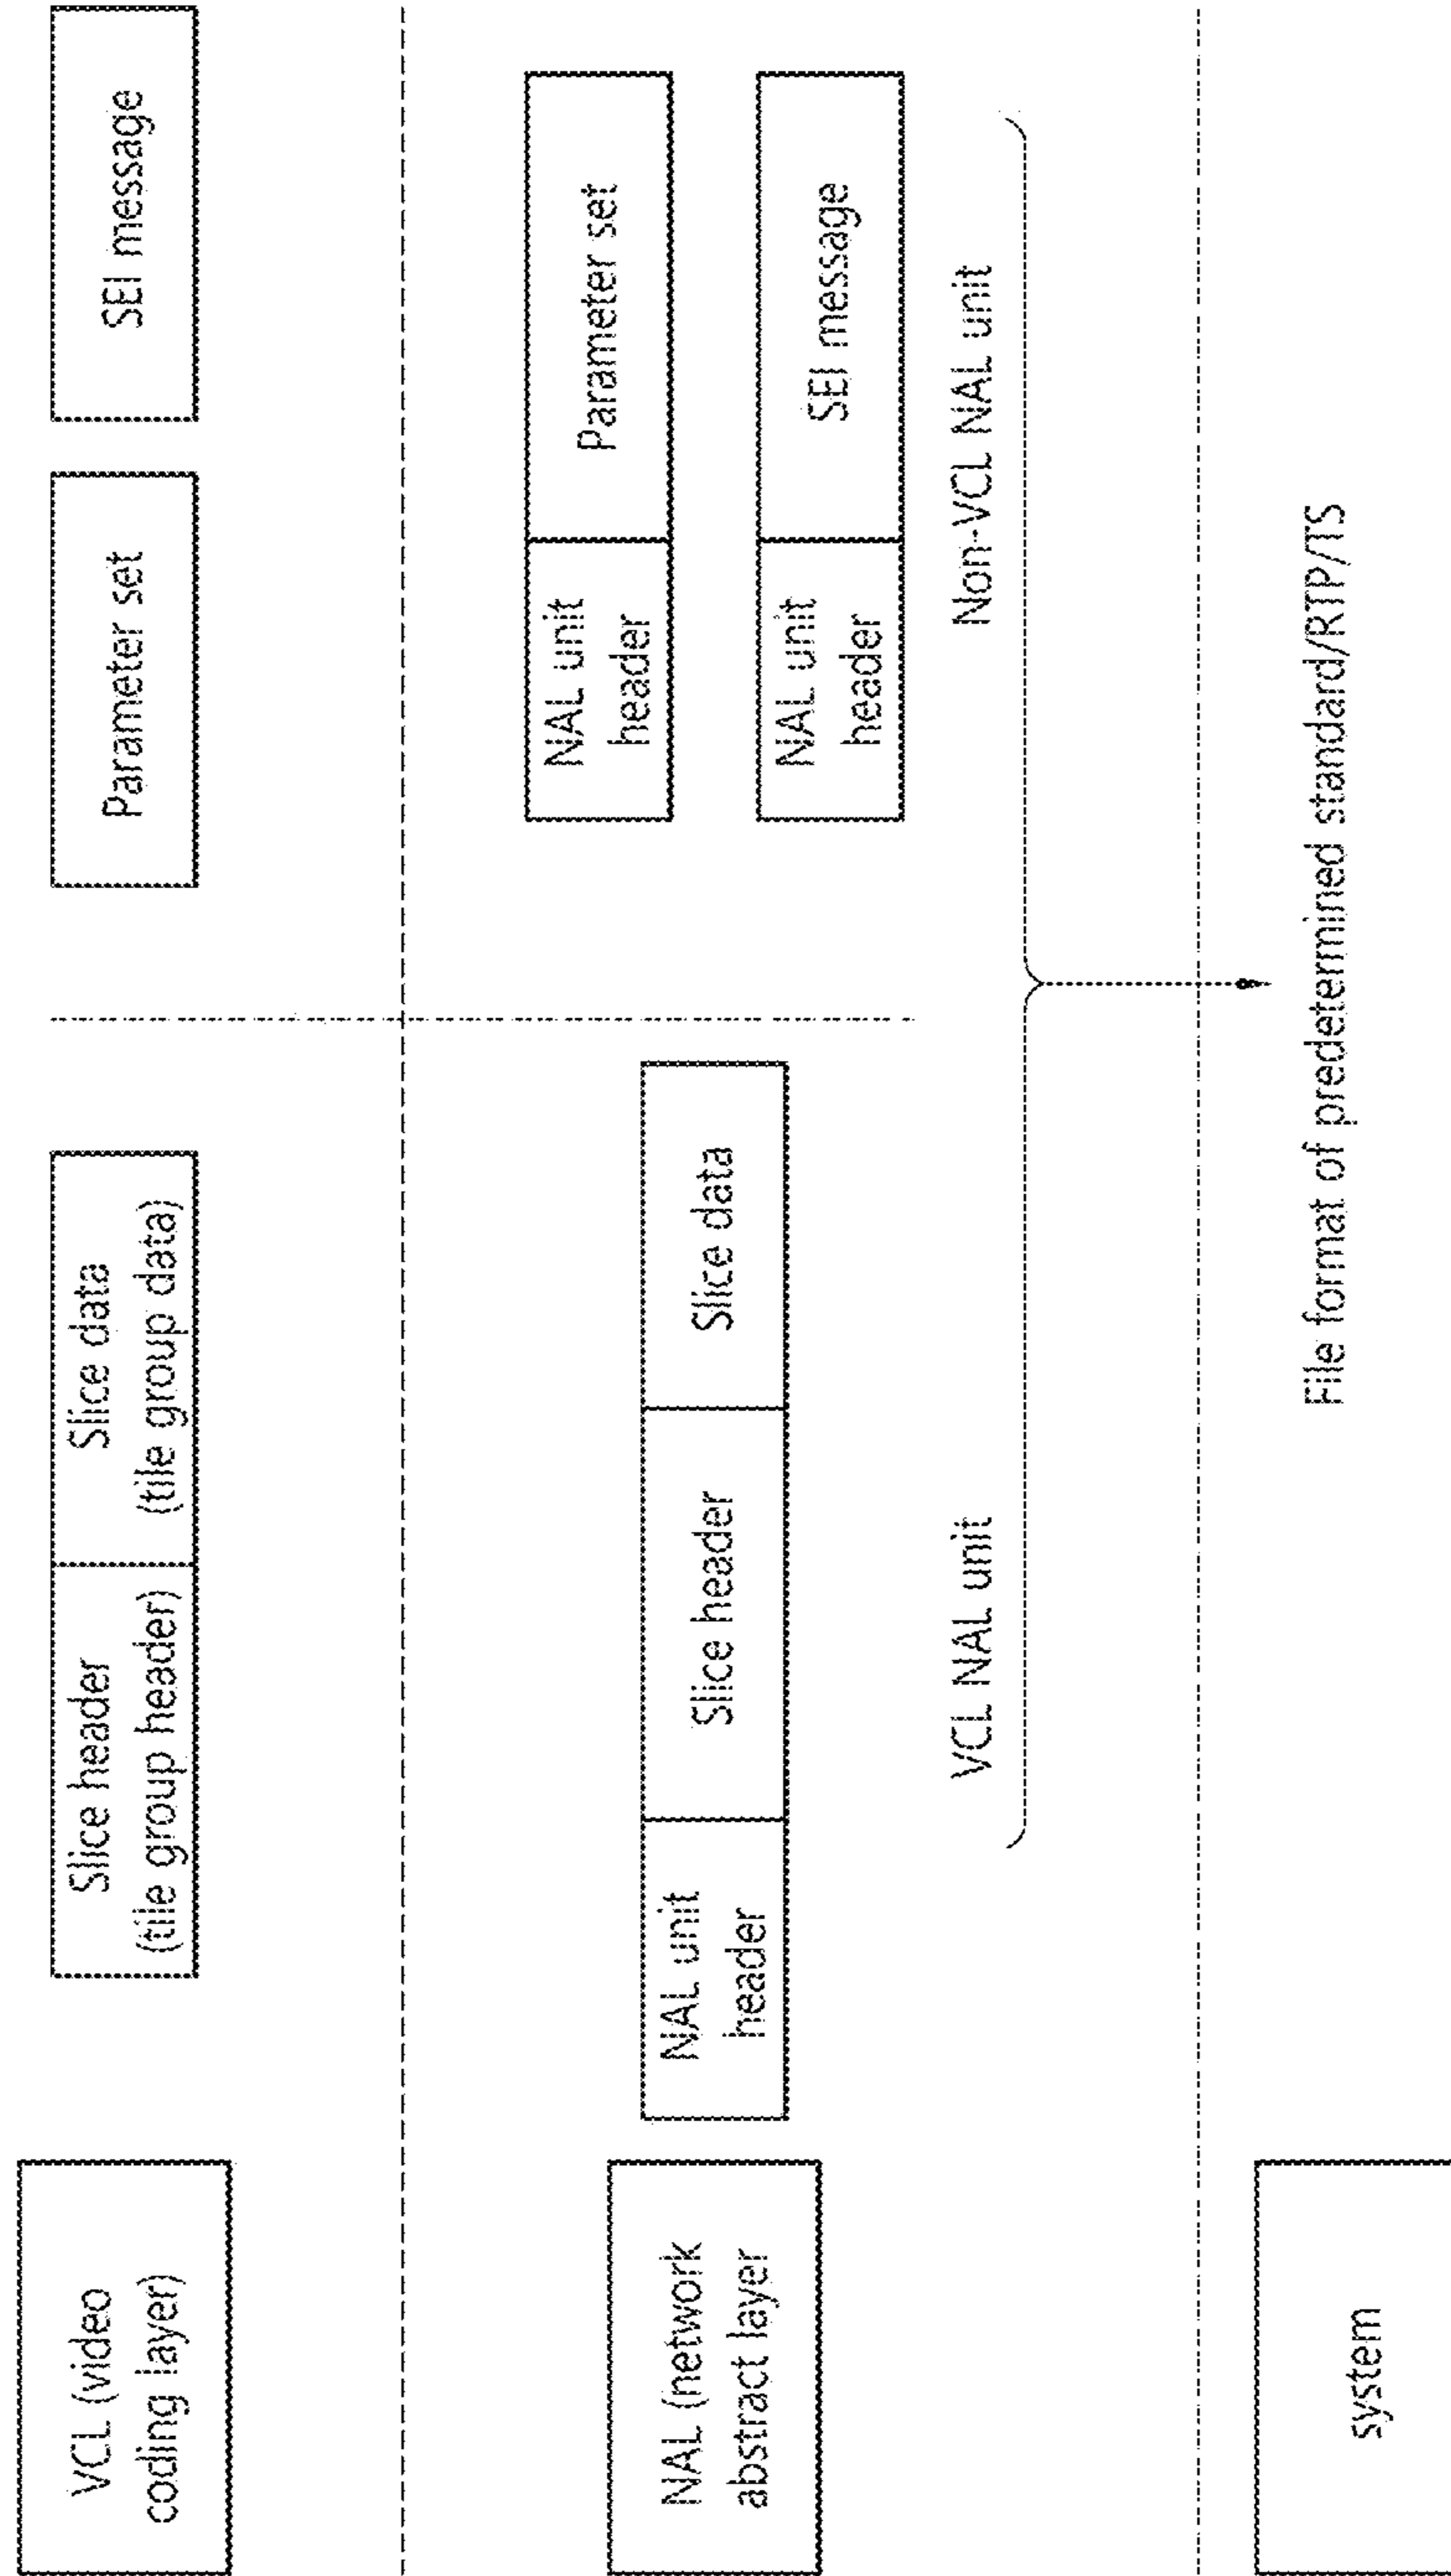 VCL (video
coding layer)
Slice header
(tile group header)
Slice data
(tile group data)
Parameter set
SEI message
NAL (network
abstract layer
NAL unit
header
Slice header
Slice data
NAL unit
header
Parameter set
NAL unit
header
SEI message
VCL NAL unit
Non-VCL NAL unit
system
File format of predetermined standard/RTP/TS